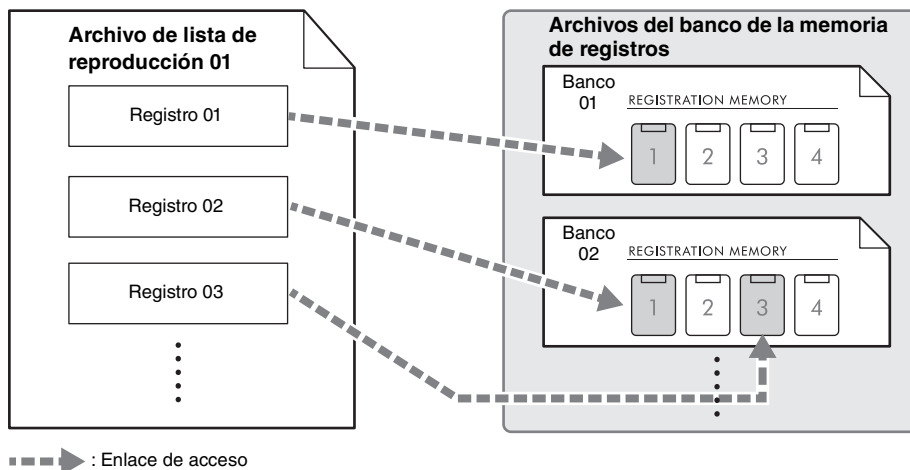 Archivo de lista de
reproducción 01
Registro 01
Registro 02
Registro 03
Archivos del banco de la memoria
de registros
Banco
01
REGISTRATION MEMORY
1 2 3 4
Banco
02
REGISTRATION MEMORY
1 2 3 4
: Enlace de acceso